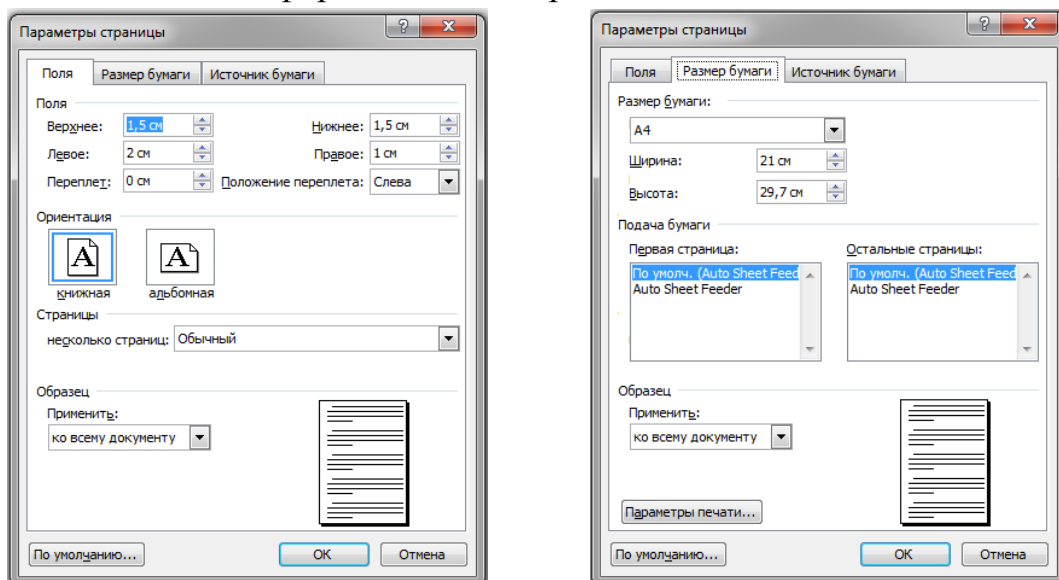 Параметры страницы
Поля Размер бумаги Источник бумаги
Поля
Верхнее: 1,5 см Нижнее: 1,5 см
Левое: 2 см Правое: 1 см
Переплет: 0 см Положение переплета: Слева
Ориентация
A A
книжная альбомная
Страницы
несколько страниц: Обычный
Образец
Применить:
ко всему документу
По умолчанию... ОК Отмена
Параметры страницы
Поля Размер бумаги Источник бумаги
Размер бумаги:
A4
Ширина: 21 см
Высота: 29,7 см
Подача бумаги
Первая страница: Остальные страницы:
По умолч. (Auto Sheet Feed По умолч. (Auto Sheet Feed
Auto Sheet Feeder Auto Sheet Feeder
Образец
Применить:
ко всему документу
Параметры печати...
По умолчанию... ОК Отмена